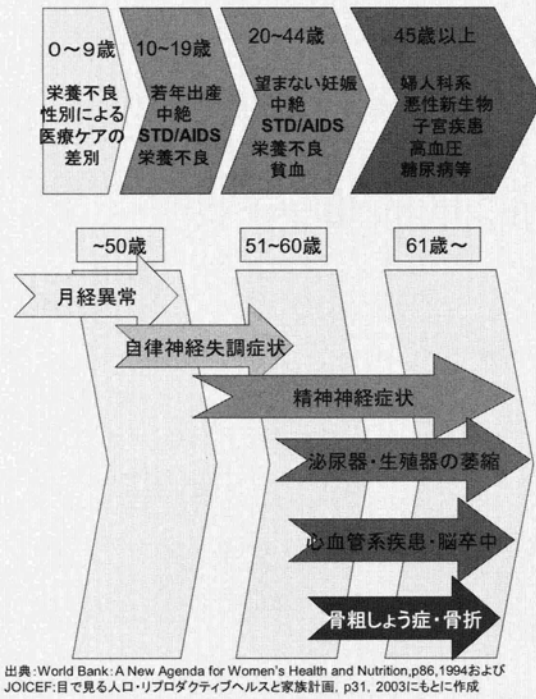 0～9歳
栄養不良
性別による
医療ケアの
差別
10～19歳
若年出産
中絶
STD/AIDS
栄養不良
20～44歳
望まない妊娠
中絶
STD/AIDS
栄養不良
貧血
45歳以上
婦人科系
悪性新生物
子宮疾患
高血圧
糖尿病等
~50歳
51～60歳
61歳～
月経異常
自律神経失調症状
精神神経症状
泌尿器・生殖器の萎縮
心血管系疾患・脳卒中
骨粗しょう症・骨折
出典:World Bank:A New Agenda for Women's Health and Nutrition,p86,1994および
JOICEF:目で見る人口・リプロダクティブヘルスと家族計画, p31, 2003にもとに作成